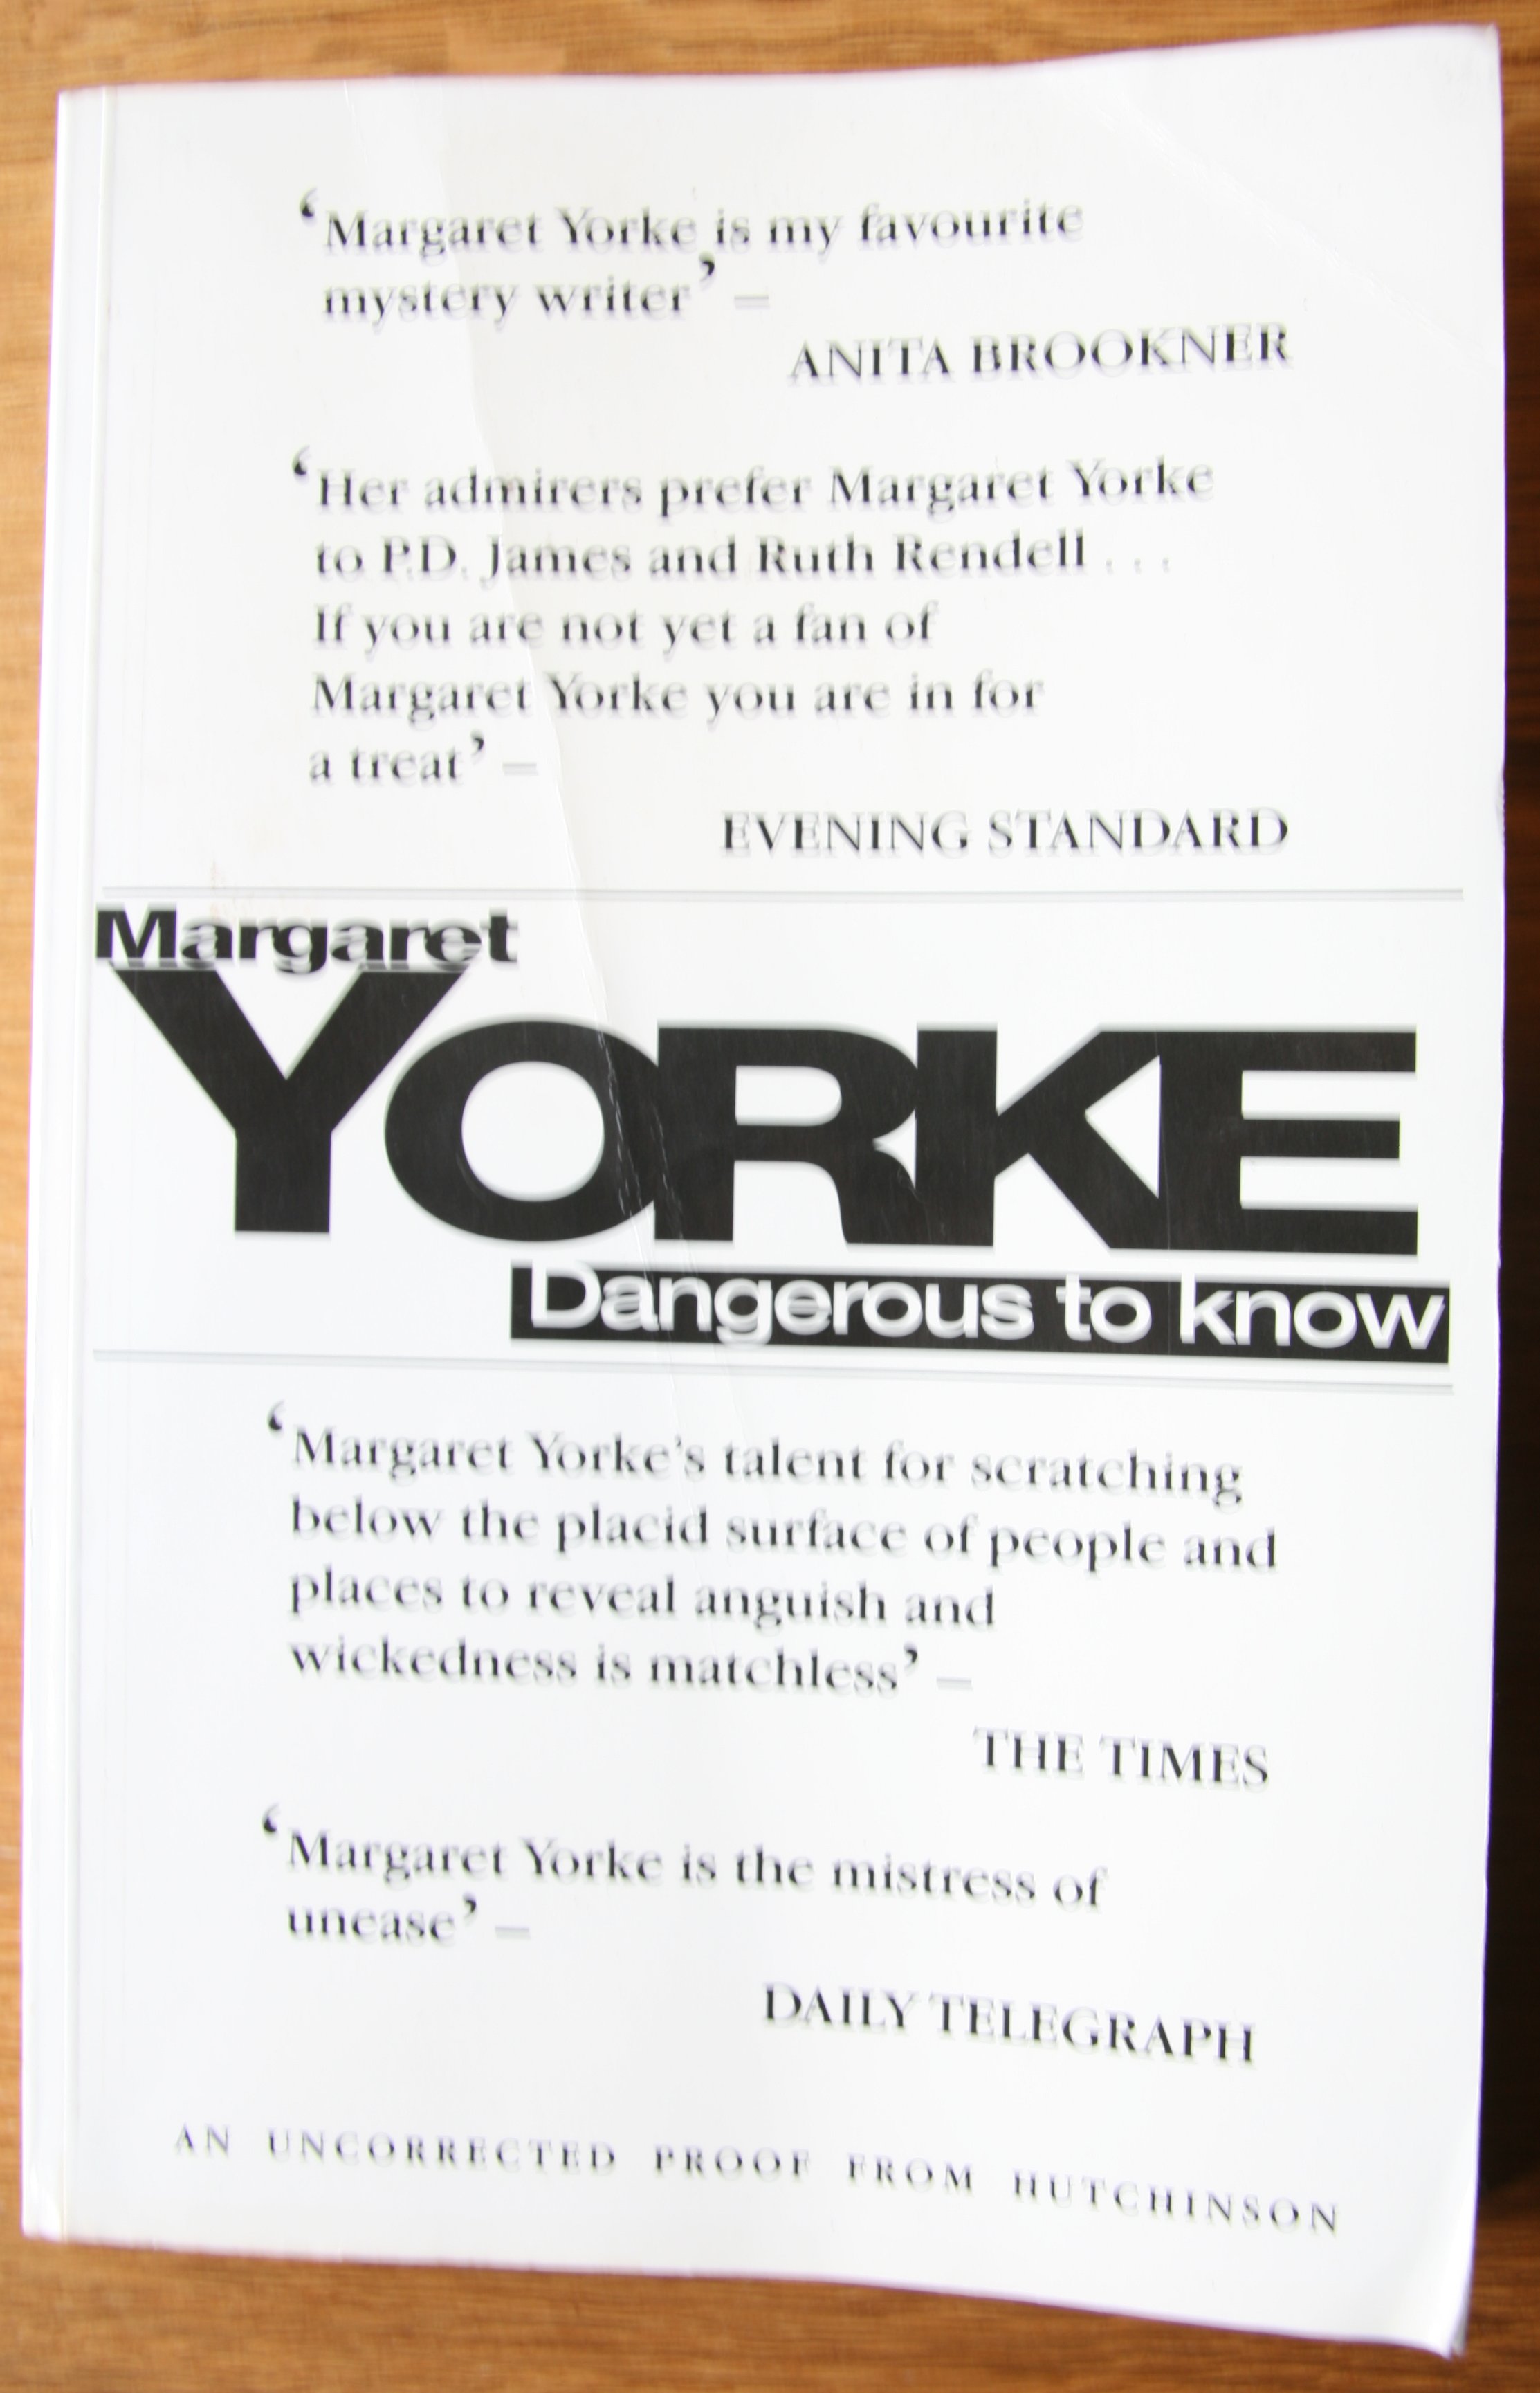 ‘Margaret Yorke is my favourite
mystery writer’ –
ANITA BROOKNER
‘Her admirers prefer Margaret Yorke
to P.D. James and Ruth Rendell . . .
If you are not yet a fan of
Margaret Yorke you are in for
a treat’ –
EVENING STANDARD
Margaret
YORKE
Dangerous to know
‘Margaret Yorke’s talent for scratching
below the placid surface of people and
places to reveal anguish and
wickedness is matchless’ –
THE TIMES
‘Margaret Yorke is the mistress of
unease’ –
DAILY TELEGRAPH
AN UNCORRECTED PROOF FROM HUTCHINSON